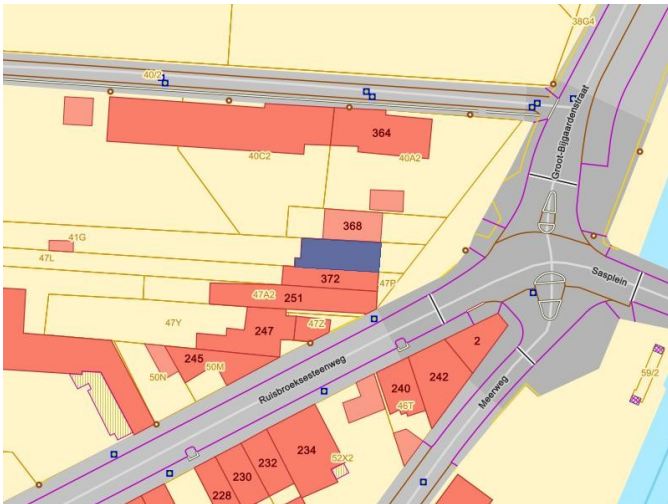 38G4
40/2
Groot-Bijgaardenstraat
364
40C2
40A2
368
41G
47L
372
47P
Sasplein
47A2
251
47Y
247
47Z
245
50M
50N
Ruisbroeksesteenweg
2
240
242
Meerweg
59/2
48T
234
52X2
232
230
228